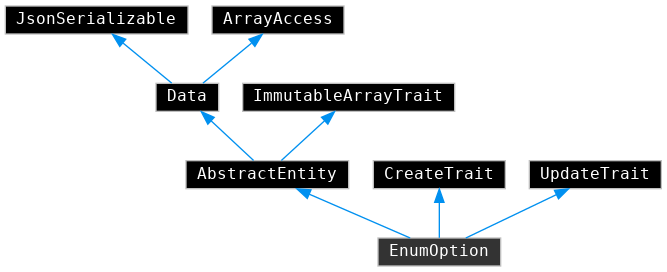 JsonSerializable
ArrayAccess
Data
ImmutableArrayTrait
AbstractEntity
CreateTrait
UpdateTrait
EnumOption